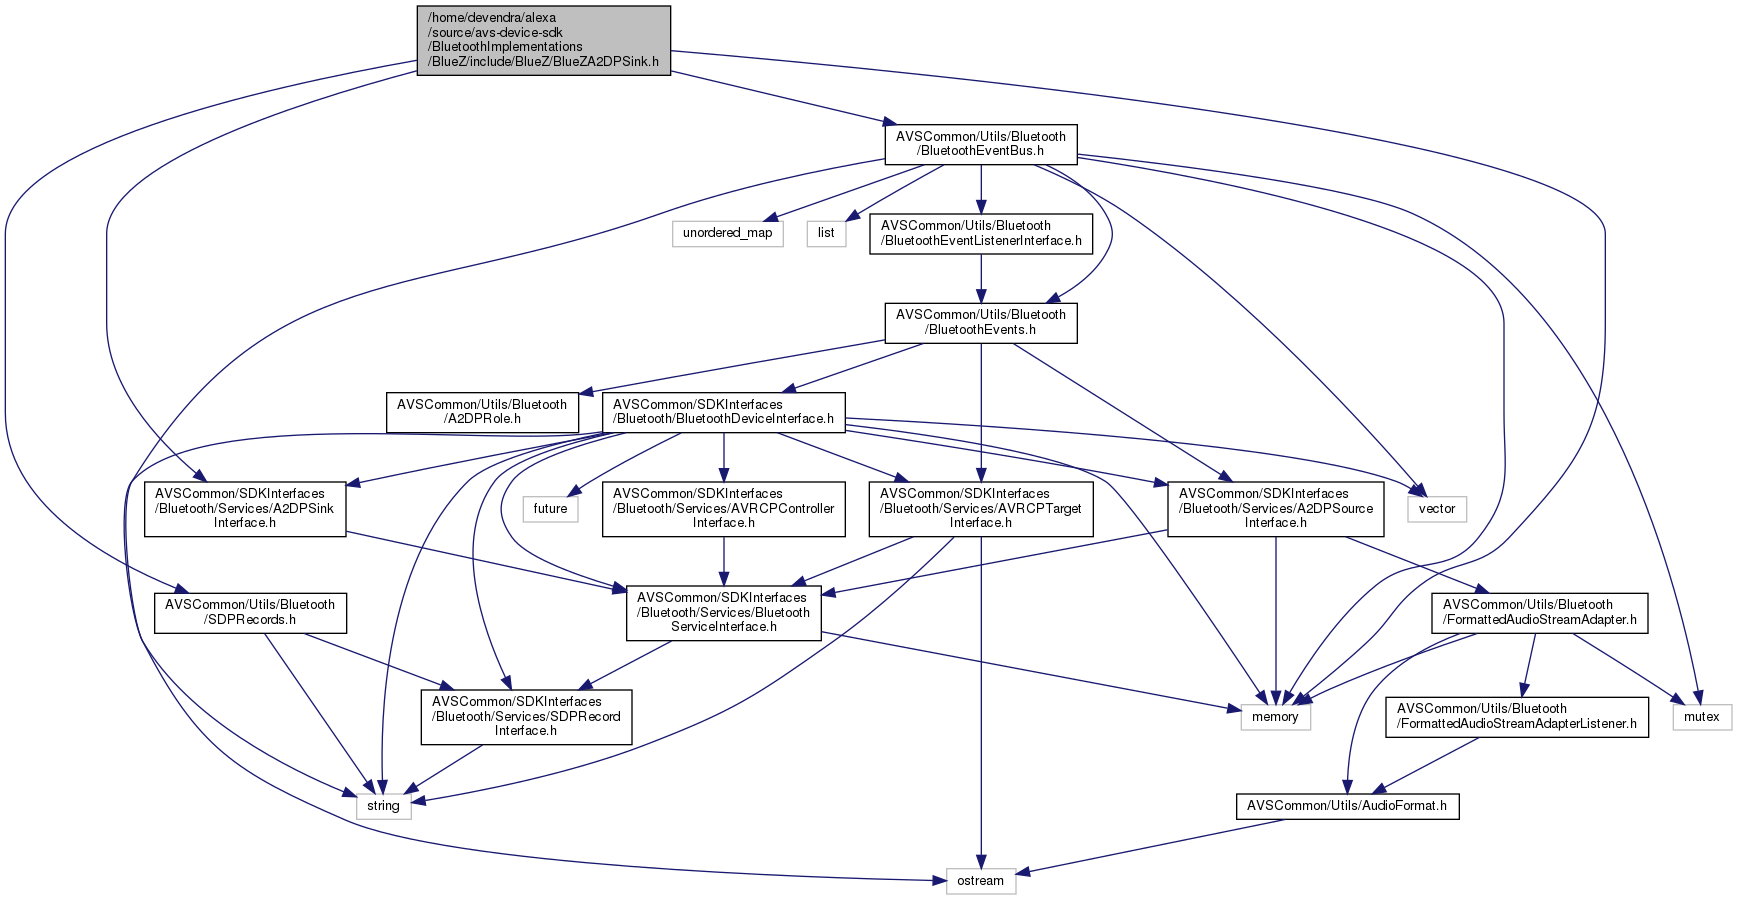 /home/devendra/alexa
/source/avs-device-sdk
/BluetoothImplementations
/BlueZ/include/BlueZ/BlueZA2DPSink.h
AVSCommon/Utils/Bluetooth
/BluetoothEventBus.h
unordered_map
list
AVSCommon/Utils/Bluetooth
/BluetoothEventListenerInterface.h
AVSCommon/Utils/Bluetooth
/BluetoothEvents.h
AVSCommon/Utils/Bluetooth
/A2DPRole.h
AVSCommon/SDKInterfaces
/Bluetooth/BluetoothDeviceInterface.h
AVSCommon/SDKInterfaces
/Bluetooth/Services/A2DPSink
Interface.h
future
AVSCommon/SDKInterfaces
/Bluetooth/Services/AVRCPController
Interface.h
AVSCommon/SDKInterfaces
/Bluetooth/Services/AVRCPTarget
Interface.h
AVSCommon/SDKInterfaces
/Bluetooth/Services/A2DPSource
Interface.h
vector
AVSCommon/Utils/Bluetooth
/SDPRecords.h
AVSCommon/SDKInterfaces
/Bluetooth/Services/Bluetooth
ServiceInterface.h
AVSCommon/Utils/Bluetooth
/FormattedAudioStreamAdapter.h
AVSCommon/SDKInterfaces
/Bluetooth/Services/SDPRecord
Interface.h
memory
AVSCommon/Utils/Bluetooth
/FormattedAudioStreamAdapterListener.h
mutex
string
AVSCommon/Utils/AudioFormat.h
ostream